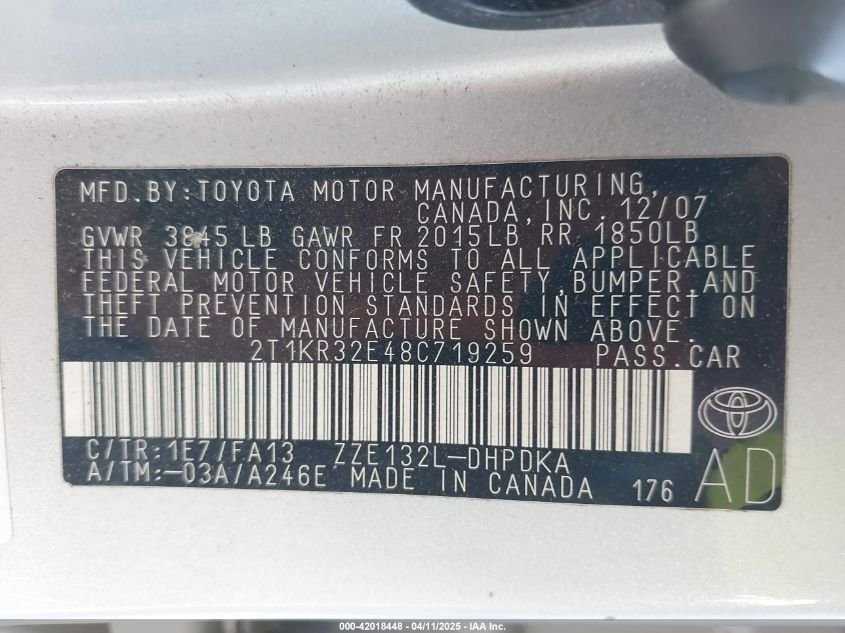 MFD.BY:TOYOTA MOTOR MANUFACTURING,
CANADA,INC. 12/07
GVWR 3845 LB GAWR FR 2015LB RR 1850LB
THIS VEHICLE CONFORMS TO ALL APPLICABLE
FEDERAL MOTOR VEHICLE SAFETY,BUMPER,AND
THEFT PREVENTION STANDARDS IN EFFECT ON
THE DATE OF MANUFACTURE SHOWN ABOVE.
2T1KR32E48C719259 PASS.CAR
C/TR:1E7/FA13 ZZE132L-DHPDKA
A/TM:-03A/A246E MADE IN CANADA 176 AD
000-42018448 - 04/11/2025 - IAA Inc.